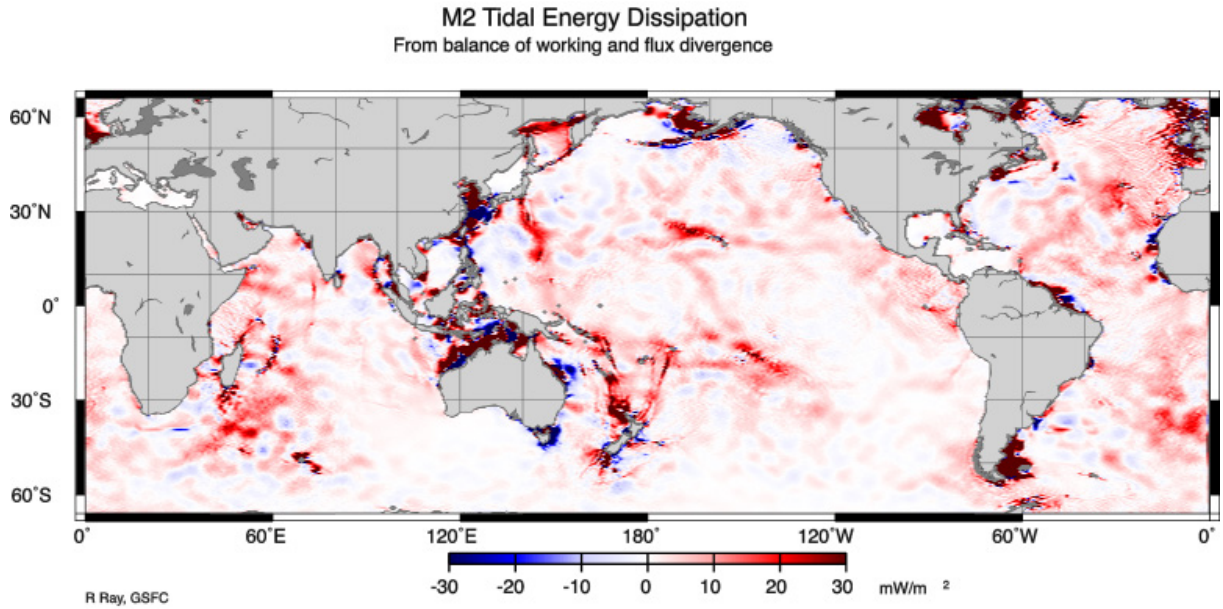 M2 Tidal Energy Dissipation
From balance of working and flux divergence
60˚N
30˚N
0˚
30˚S
60˚S
0˚ 60˚E 120˚E 180˚ 120˚W 60˚W 0˚
-30 -20 -10 0 10 20 30 mW/m ²
R Ray, GSFC